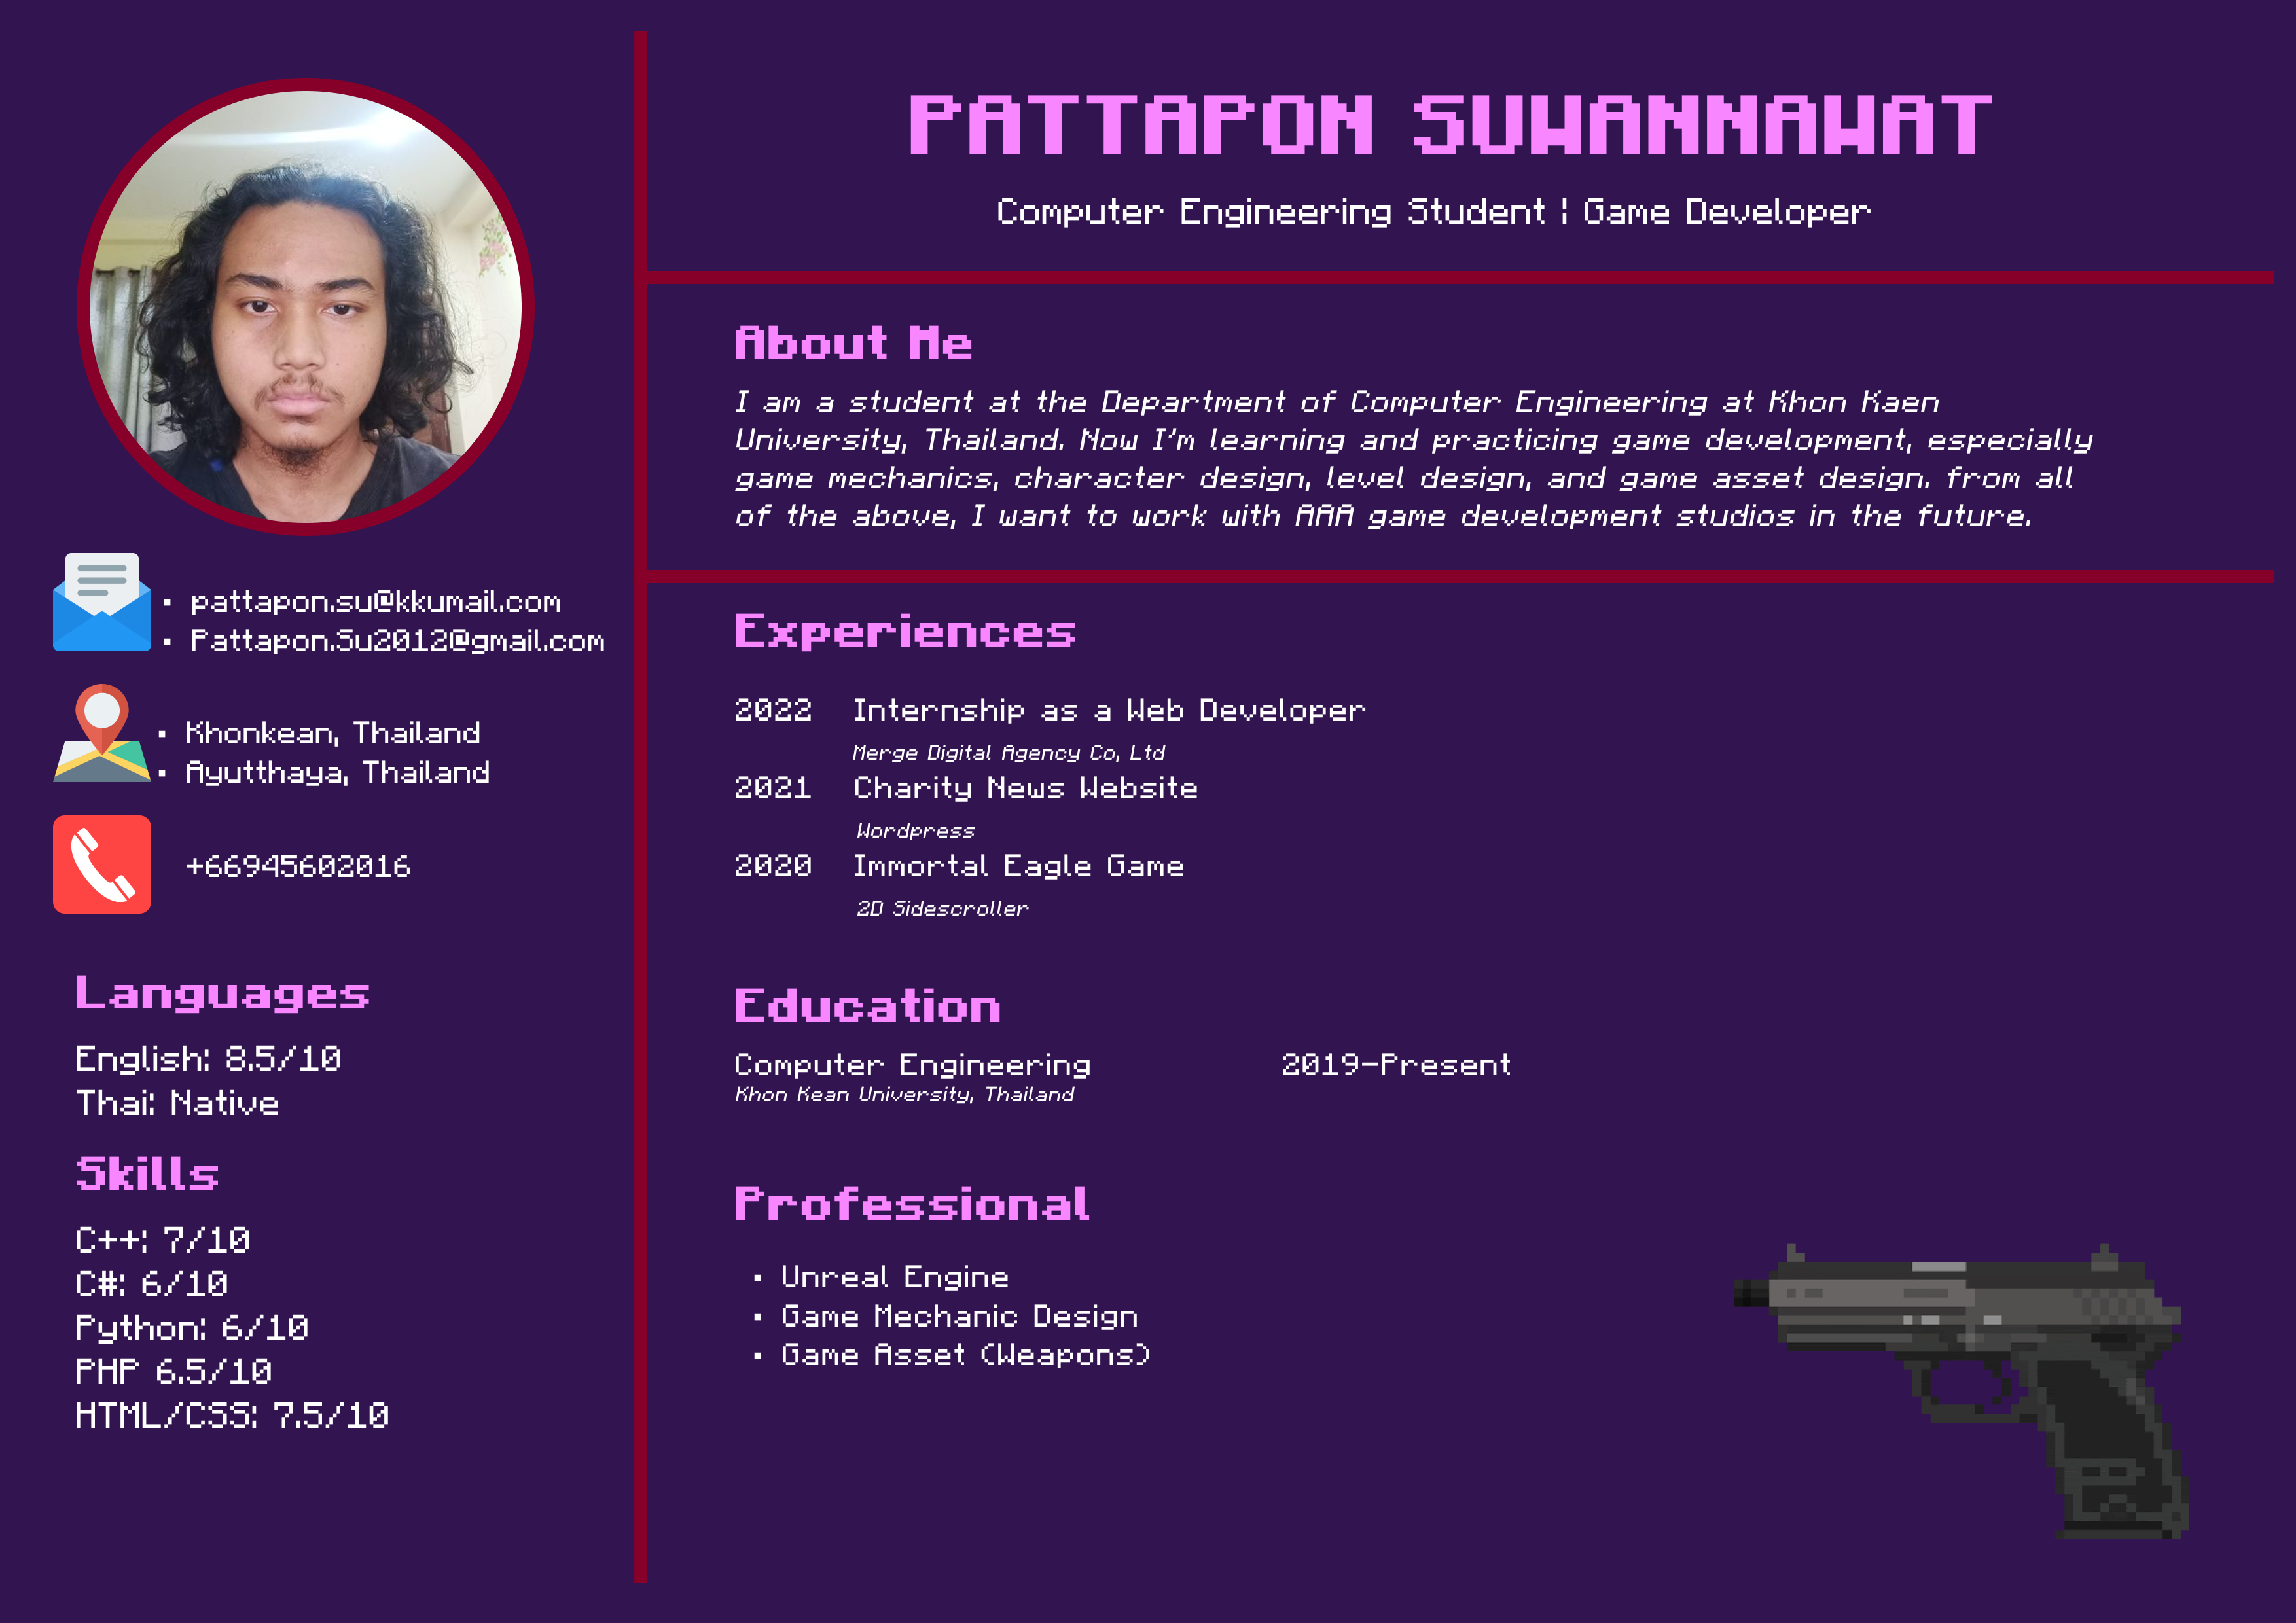 PATTAPON SUWANNAWAT
Computer Engineering Student | Game Developer
About Me
I am a student at the Department of Computer Engineering at Khon Kaen
University, Thailand. Now I'm learning and practicing game development, especially
game mechanics, character design, level design, and game asset design. from all
of the above, I want to work with AAA game development studios in the future.
• pattapon.su@kkumail.com
• Pattapon.Su2012@gmail.com
• Khonkean, Thailand
• Ayutthaya, Thailand
+66945602016
Languages
English: 8.5/10
Thai: Native
Skills
C++: 7/10
C#: 6/10
Python: 6/10
PHP 6.5/10
HTML/CSS: 7.5/10
Experiences
2022 Internship as a Web Developer
Merge Digital Agency Co, Ltd
2021 Charity News Website
Wordpress
2020 Immortal Eagle Game
2D Sidescroller
Education
Computer Engineering 2019-Present
Khon Kean University, Thailand
Professional
• Unreal Engine
• Game Mechanic Design
• Game Asset (Weapons)